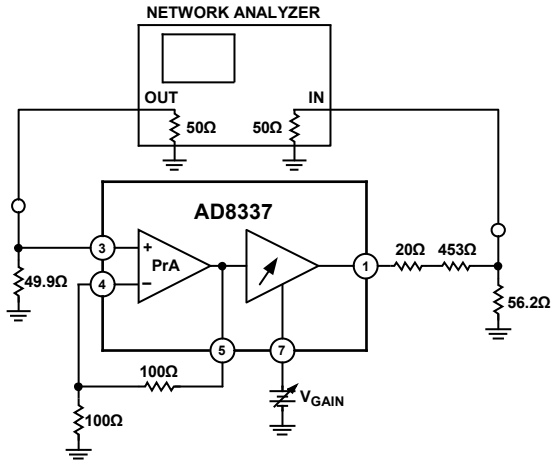 NETWORK ANALYZER
OUT
IN
50Ω
50Ω
AD8337
3
+
PrA
4
−
1
20Ω
453Ω
49.9Ω
56.2Ω
5
7
100Ω
VGAIN
100Ω